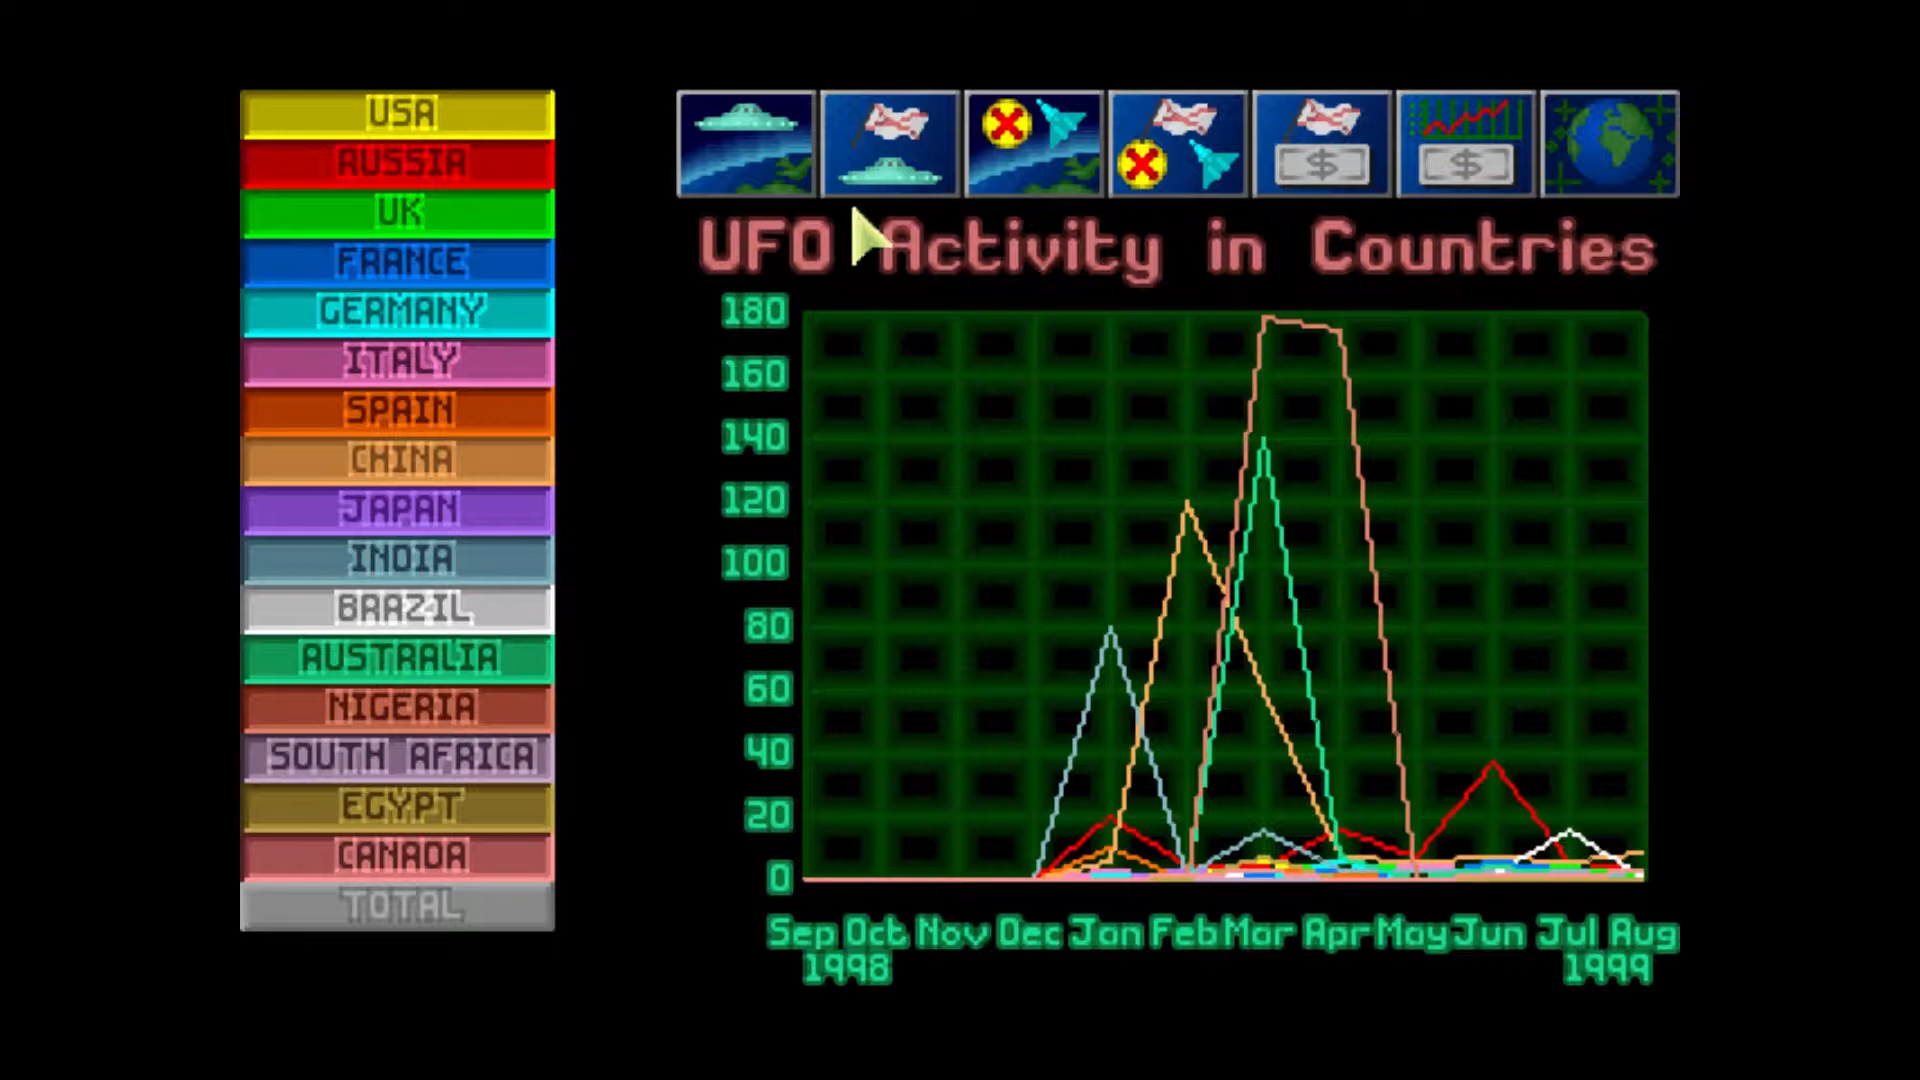 USA
RUSSIA
UK
FRANCE
GERMANY
ITALY
SPAIN
CHINA
JAPAN
INDIA
BRAZIL
AUSTRALIA
NIGERIA
SOUTH AFRICA
EGYPT
CANADA
TOTAL
$ $
UFO Activity in Countries
180
160
140
120
100
80
60
40
20
0
Sep Oct Nov Dec Jan Feb Mar Apr May Jun Jul Aug
1998 1999